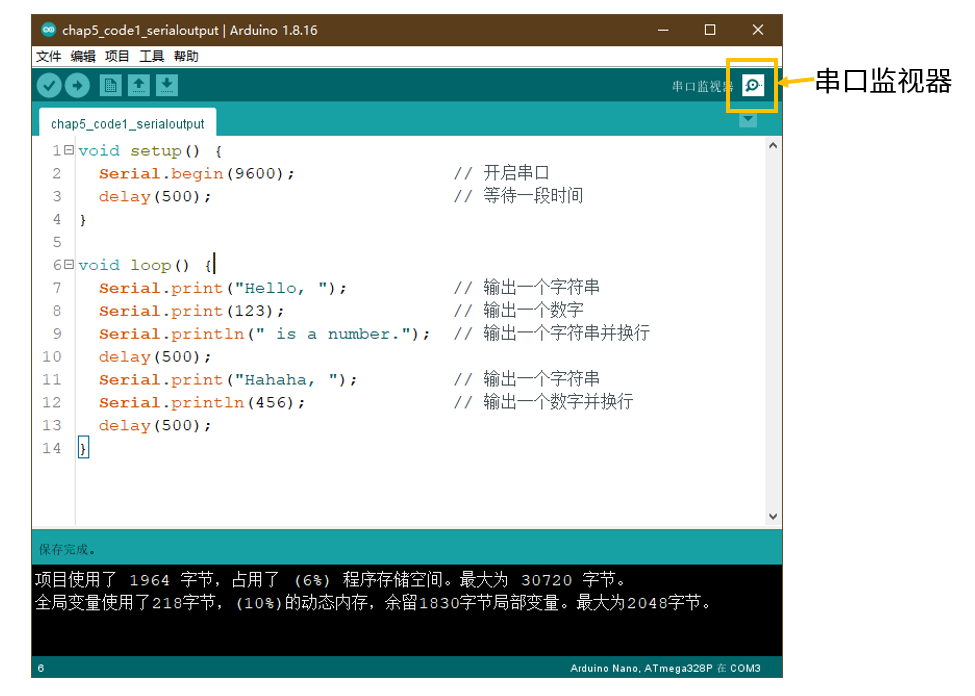 chap5_code1_serialoutput | Arduino 1.8.16
文件 编辑 项目 工具 帮助
串口监视器
串口监视器
chap5_code1_serialoutput
1 void setup() {
2 Serial.begin(9600); // 开启串口
3 delay(500); // 等待一段时间
4 }
5
6 void loop() {
7 Serial.print("Hello, "); // 输出一个字符串
8 Serial.print(123); // 输出一个数字
9 Serial.println(" is a number."); // 输出一个字符串并换行
10 delay(500);
11 Serial.print("Hahaha, "); // 输出一个字符串
12 Serial.println(456); // 输出一个数字并换行
13 delay(500);
14 }
保存完成。
项目使用了 1964 字节，占用了 (6%) 程序存储空间。最大为 30720 字节。
全局变量使用了218字节，(10%)的动态内存，余留1830字节局部变量。最大为2048字节。
6 Arduino Nano, ATmega328P 在 COM3